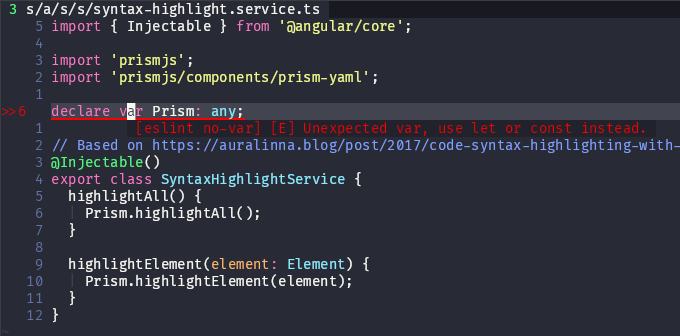 3 s/a/s/s/syntax-highlight.service.ts
5 import { Injectable } from '@angular/core';
4
3 import 'prismjs';
2 import 'prismjs/components/prism-yaml';
1
>>6 declare var Prism: any;
1 [eslint no-var] [E] Unexpected var, use let or const instead.
2 // Based on https://auralinna.blog/post/2017/code-syntax-highlighting-with-
3 @Injectable()
4 export class SyntaxHighlightService {
5 highlightAll() {
6 Prism.highlightAll();
7 }
8
9 highlightElement(element: Element) {
10 Prism.highlightElement(element);
11 }
12 }
~